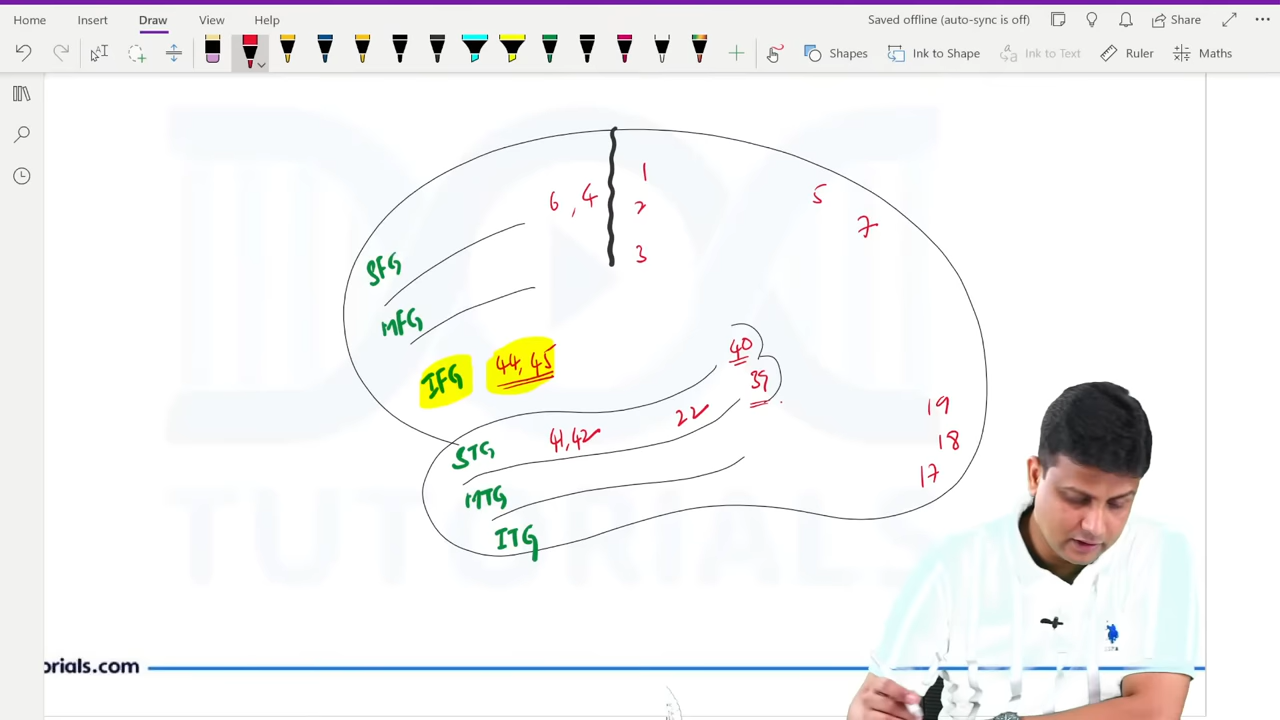 Home Insert Draw View Help
Saved offline (auto-sync is off) Share
Shapes Ink to Shape Ink to Text Ruler Maths
1
6, 4
2
3
5
7
SFG
MFG
IFG 44, 45
40
39
STG 41, 42 22
MTG
ITG
19
18
17
TUTORIALS
orials.com